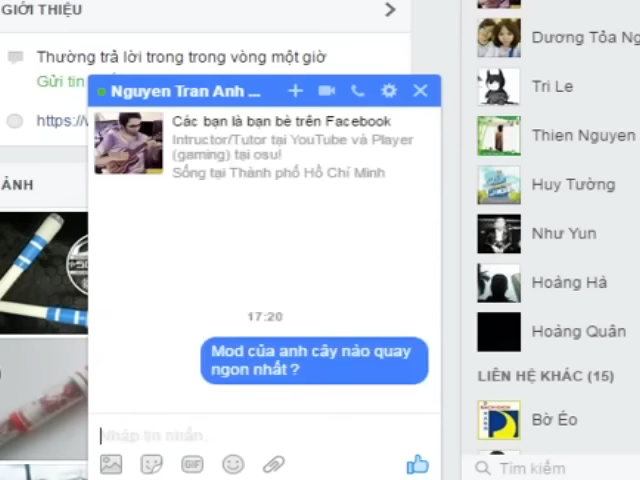 GIỚI THIỆU
Thường trả lời trong trong vòng một giờ
Gửi tin
https://
ẢNH
Nguyen Tran Anh ...
Các bạn là bạn bè trên Facebook
Intructor/Tutor tại YouTube và Player
(gaming) tại osu!
Sống tại Thành phố Hồ Chí Minh
17:20
Mod của anh cây nào quay
ngon nhất ?
Nhập tin nhắn.
GIF
Dương Tỏa Ng
Tri Le
Thien Nguyen
Huy Tường
Như Yun
Hoàng Hà
Hoàng Quân
LIÊN HỆ KHÁC (15)
Bờ Éo
Tìm kiếm